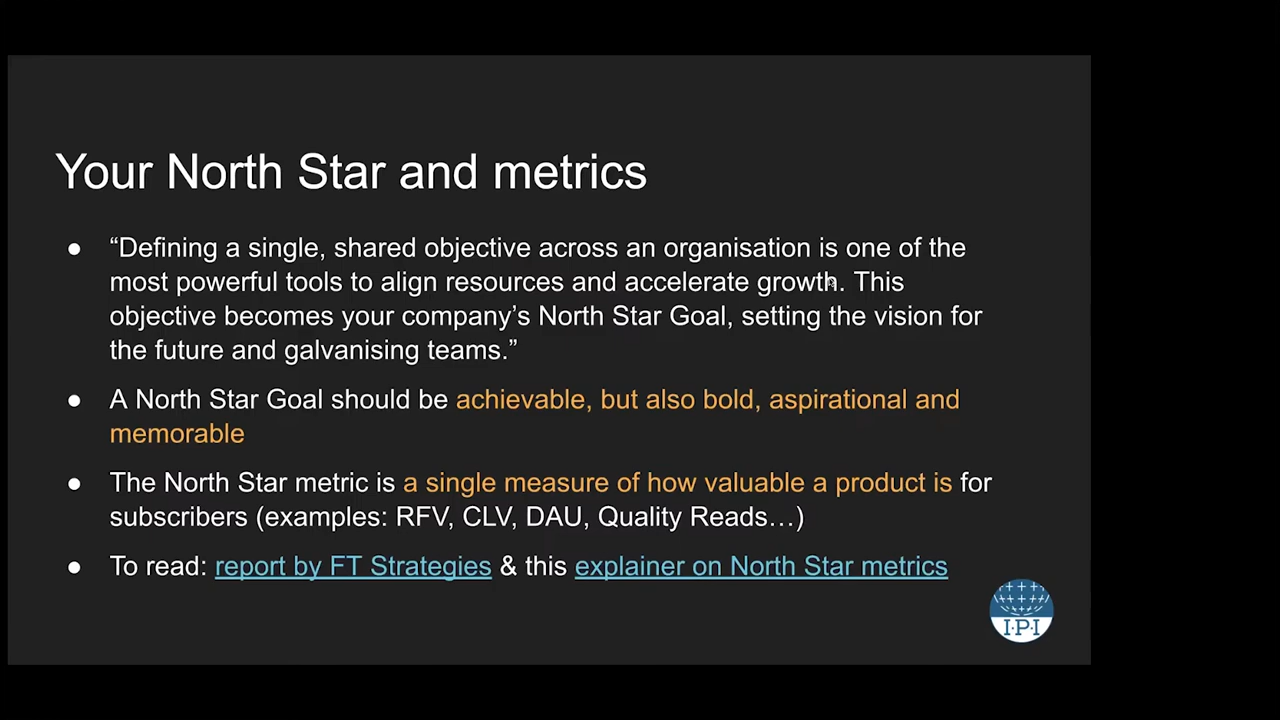 Your North Star and metrics
● “Defining a single, shared objective across an organisation is one of the
most powerful tools to align resources and accelerate growth. This
objective becomes your company’s North Star Goal, setting the vision for
the future and galvanising teams.”
● A North Star Goal should be achievable, but also bold, aspirational and
memorable
● The North Star metric is a single measure of how valuable a product is for
subscribers (examples: RFV, CLV, DAU, Quality Reads…)
● To read: report by FT Strategies & this explainer on North Star metrics
I·P·I